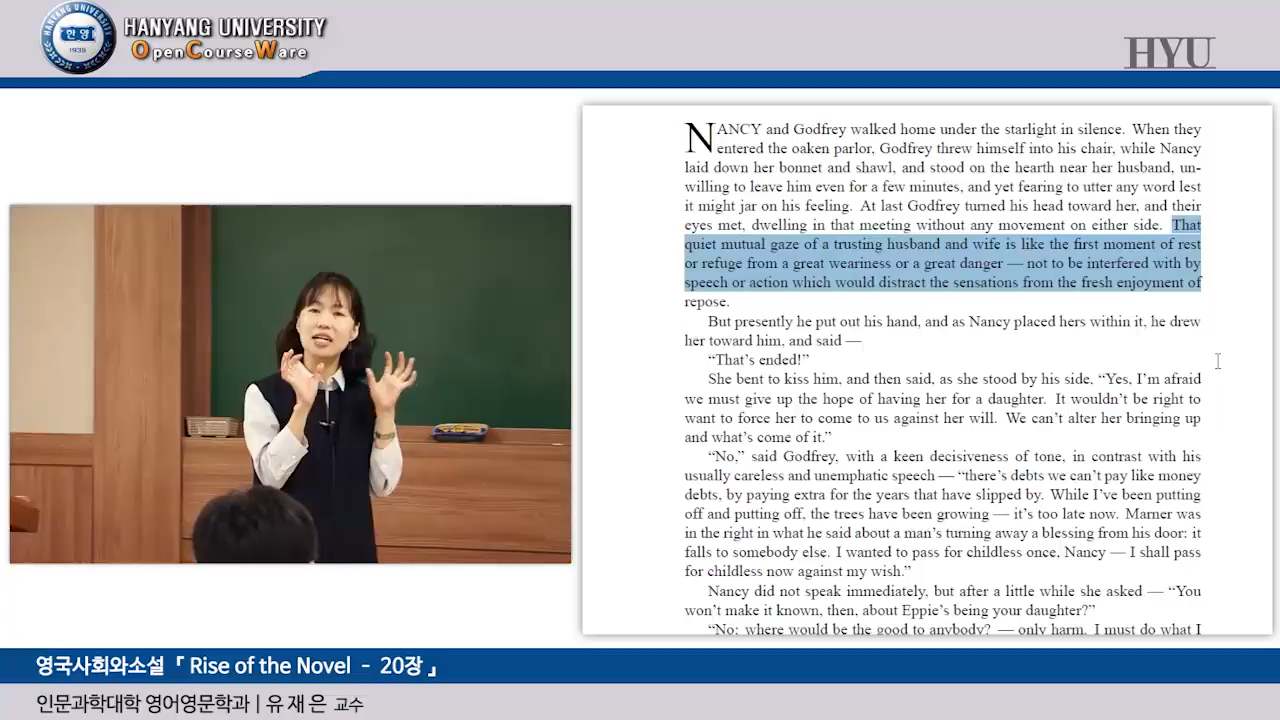 HANYANG UNIVERSITY
OpenCourseWare
한양
1939
HYU
NANCY and Godfrey walked home under the starlight in silence. When they
entered the oaken parlor, Godfrey threw himself into his chair, while Nancy
laid down her bonnet and shawl, and stood on the hearth near her husband, un-
willing to leave him even for a few minutes, and yet fearing to utter any word lest
it might jar on his feeling. At last Godfrey turned his head toward her, and their
eyes met, dwelling in that meeting without any movement on either side. That
quiet mutual gaze of a trusting husband and wife is like the first moment of rest
or refuge from a great weariness or a great danger — not to be interfered with by
speech or action which would distract the sensations from the fresh enjoyment of
repose.
But presently he put out his hand, and as Nancy placed hers within it, he drew
her toward him, and said —
“That’s ended!”
She bent to kiss him, and then said, as she stood by his side, “Yes, I’m afraid
we must give up the hope of having her for a daughter. It wouldn’t be right to
want to force her to come to us against her will. We can’t alter her bringing up
and what’s come of it.”
“No,” said Godfrey, with a keen decisiveness of tone, in contrast with his
usually careless and unemphatic speech — “there’s debts we can’t pay like money
debts, by paying extra for the years that have slipped by. While I’ve been putting
off and putting off, the trees have been growing — it’s too late now. Marner was
in the right in what he said about a man’s turning away a blessing from his door: it
falls to somebody else. I wanted to pass for childless once, Nancy — I shall pass
for childless now against my wish.”
Nancy did not speak immediately, but after a little while she asked — “You
won’t make it known, then, about Eppie’s being your daughter?”
“No: where would be the good to anybody? — only harm. I must do what I
영국사회와소설 「 Rise of the Novel - 20장 」
인문과학대학 영어영문학과 | 유 재 은 교수